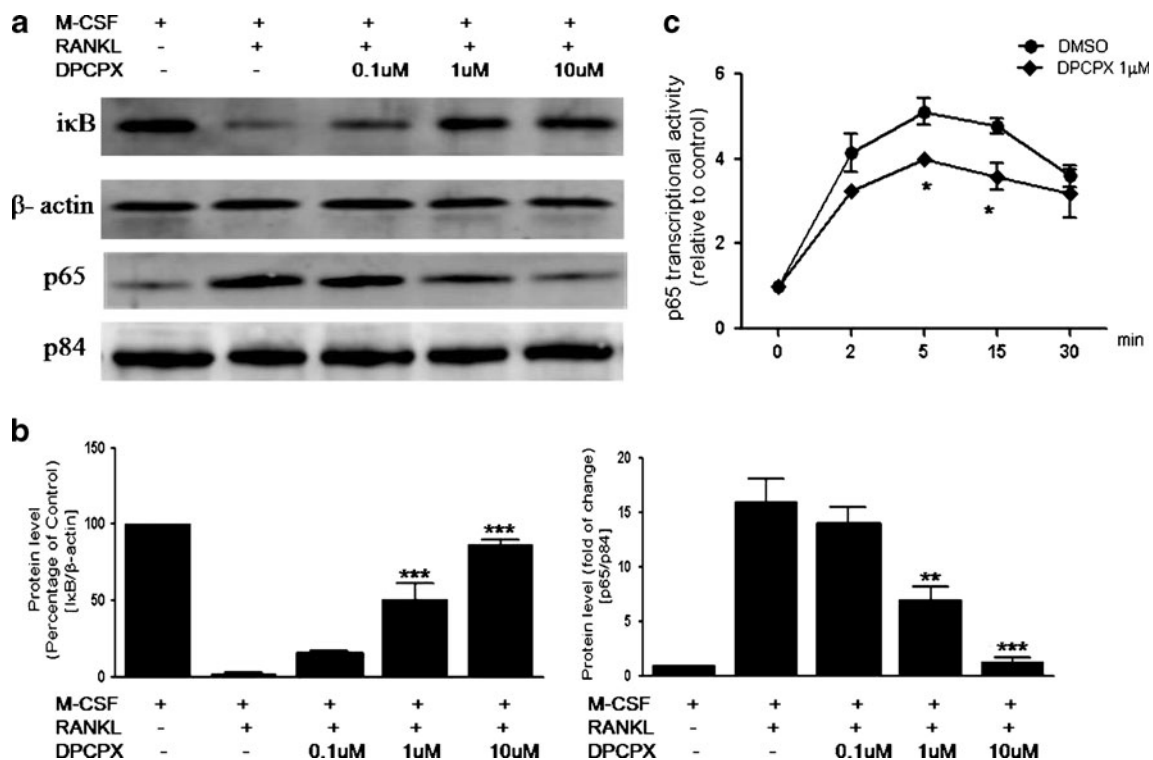 a
M-CSF + + + + +
RANKL - + + + +
DPCPX - - 0.1uM 1uM 10uM
iκB
β- actin
p65
p84
c
DMSO
DPCPX 1μM
p65 transcriptional activity
(relative to control)
6
4
2
0
* *
0 2 5 15 30 min
b
Protein level
(Percentage of Control)
[IκB/β-actin]
150
100
50
0
*** ***
M-CSF + + + + +
RANKL - + + + +
DPCPX - - 0.1uM 1uM 10uM
Protein level (fold of change)
[p65/p84]
20
15
10
5
0
** ***
M-CSF + + + + +
RANKL - + + + +
DPCPX - - 0.1uM 1uM 10uM